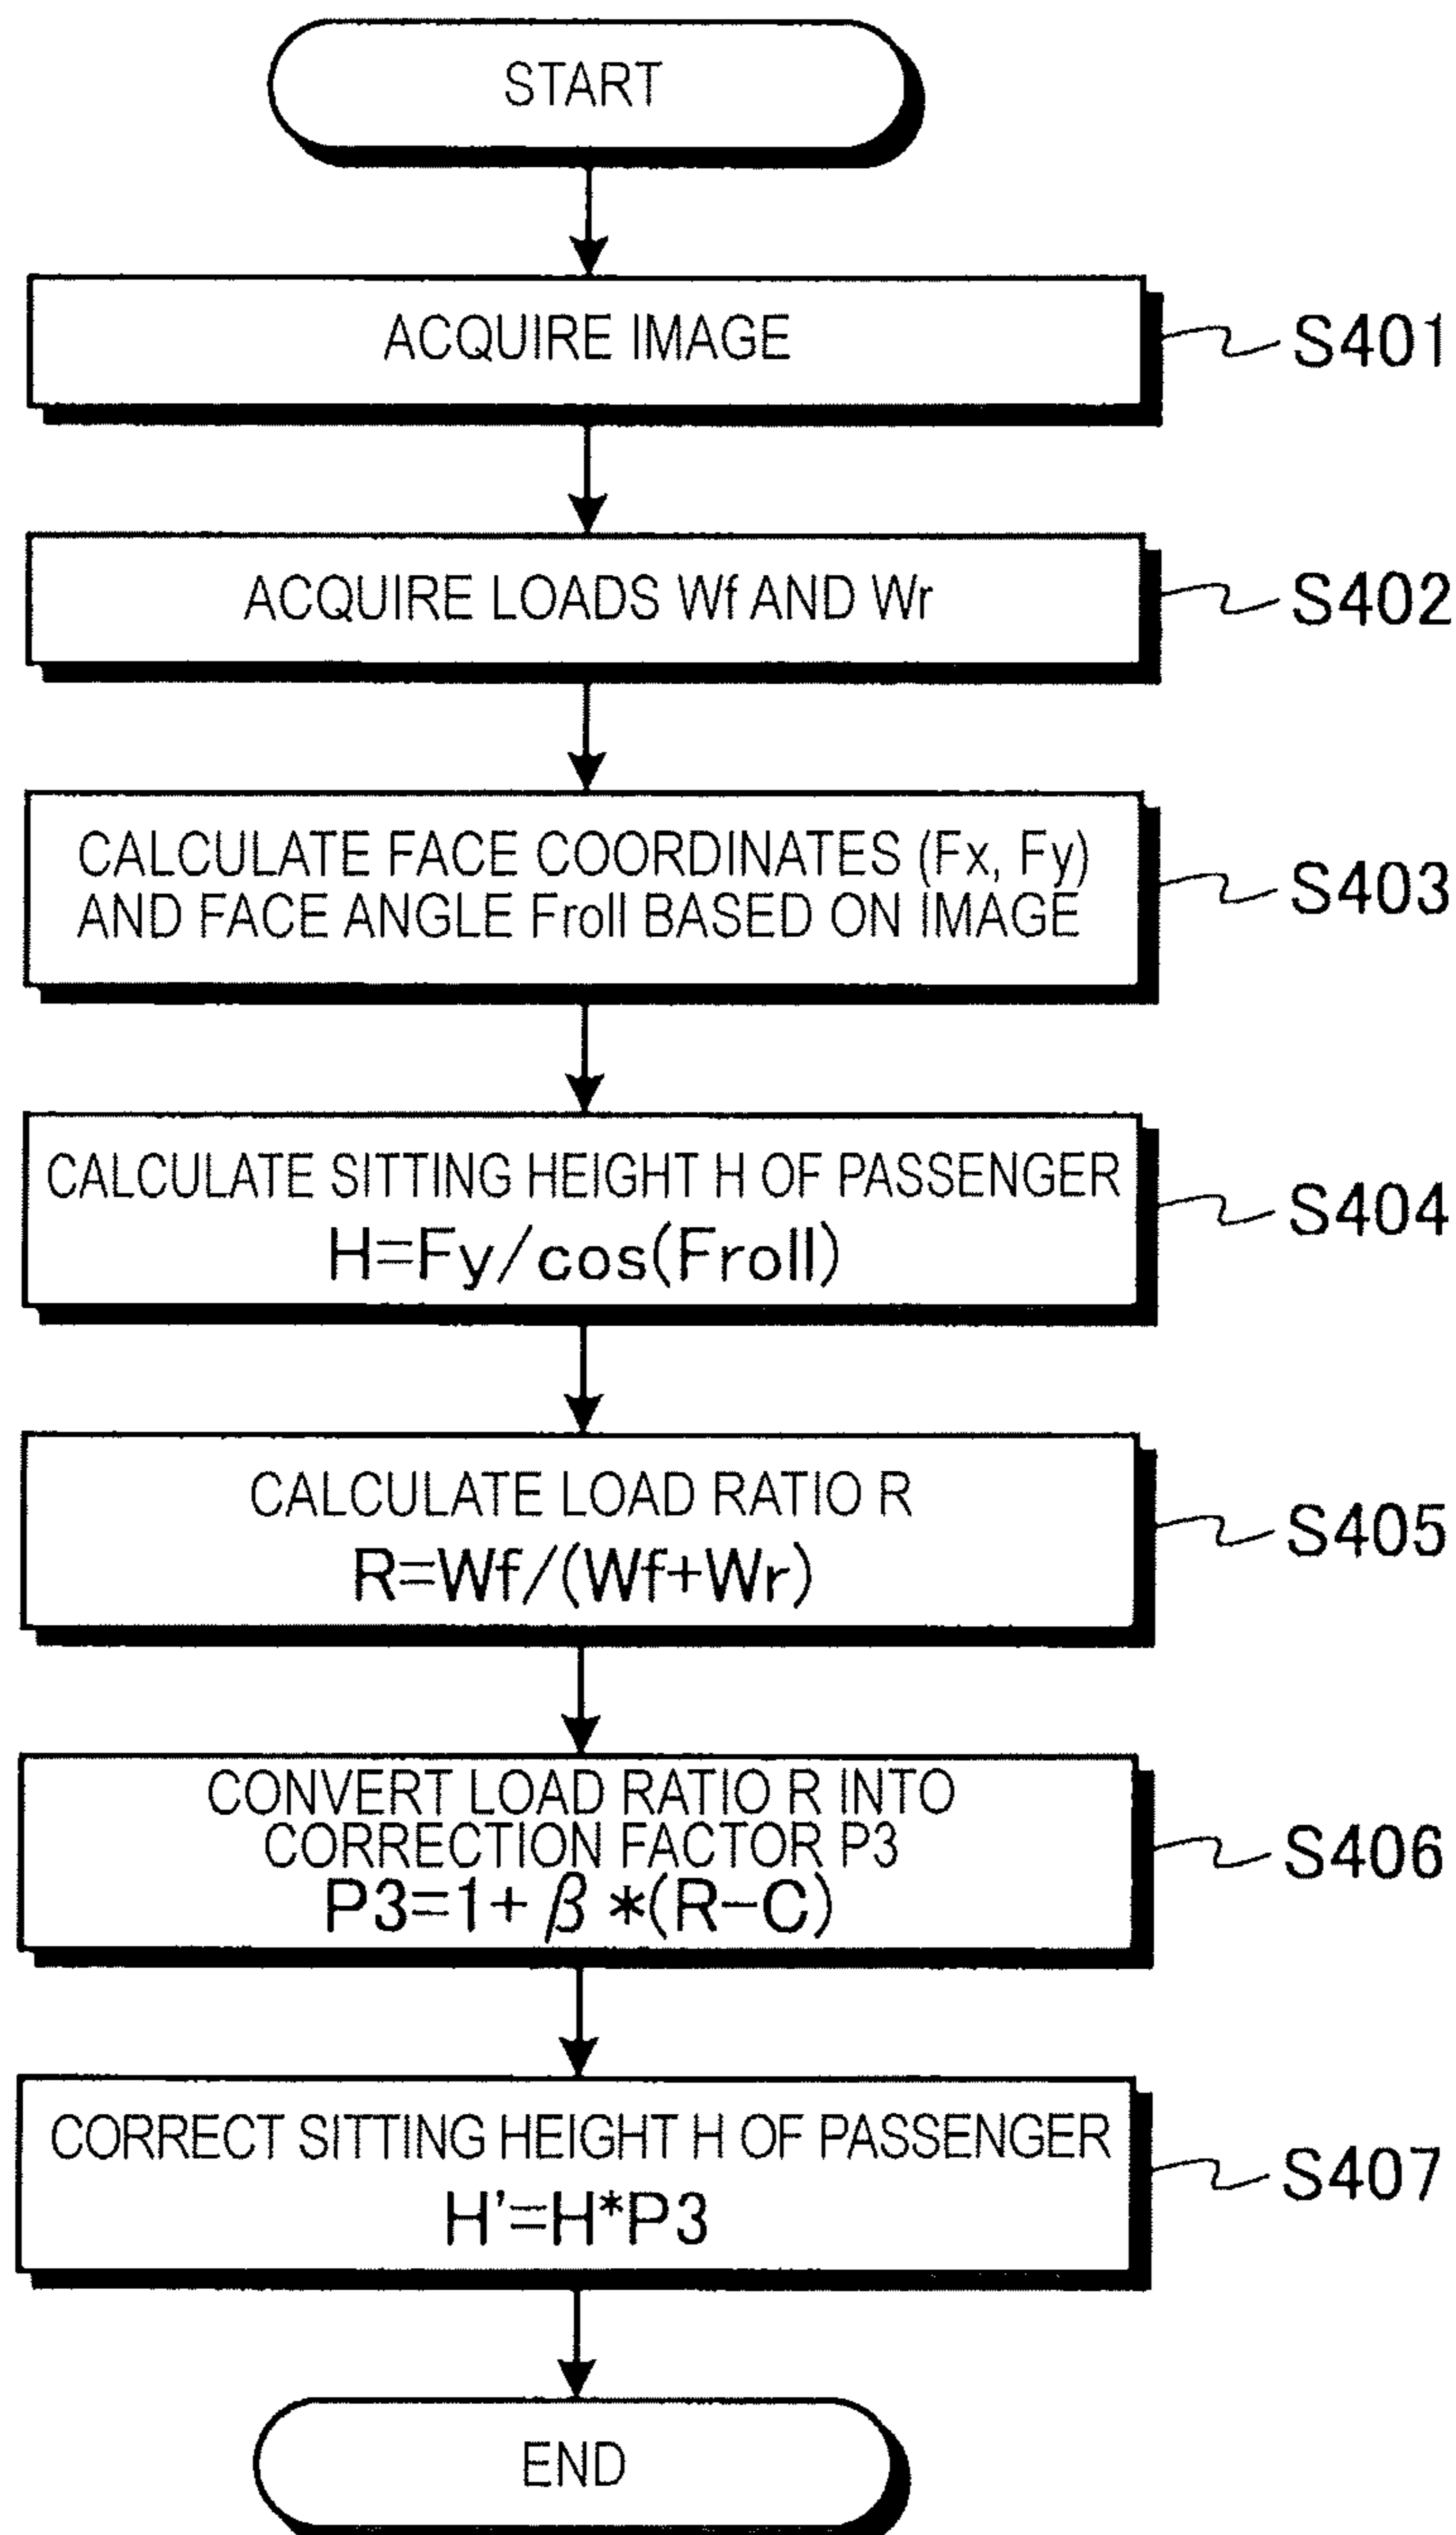 START
ACQUIRE IMAGE
S401
ACQUIRE LOADS Wf AND Wr
S402
CALCULATE FACE COORDINATES (Fx, Fy)
AND FACE ANGLE Froll BASED ON IMAGE
S403
CALCULATE SITTING HEIGHT H OF PASSENGER
H=Fy/cos(Froll)
S404
CALCULATE LOAD RATIO R
R=Wf/(Wf+Wr)
S405
CONVERT LOAD RATIO R INTO
CORRECTION FACTOR P3
P3=1+β*(R-C)
S406
CORRECT SITTING HEIGHT H OF PASSENGER
H'=H*P3
S407
END